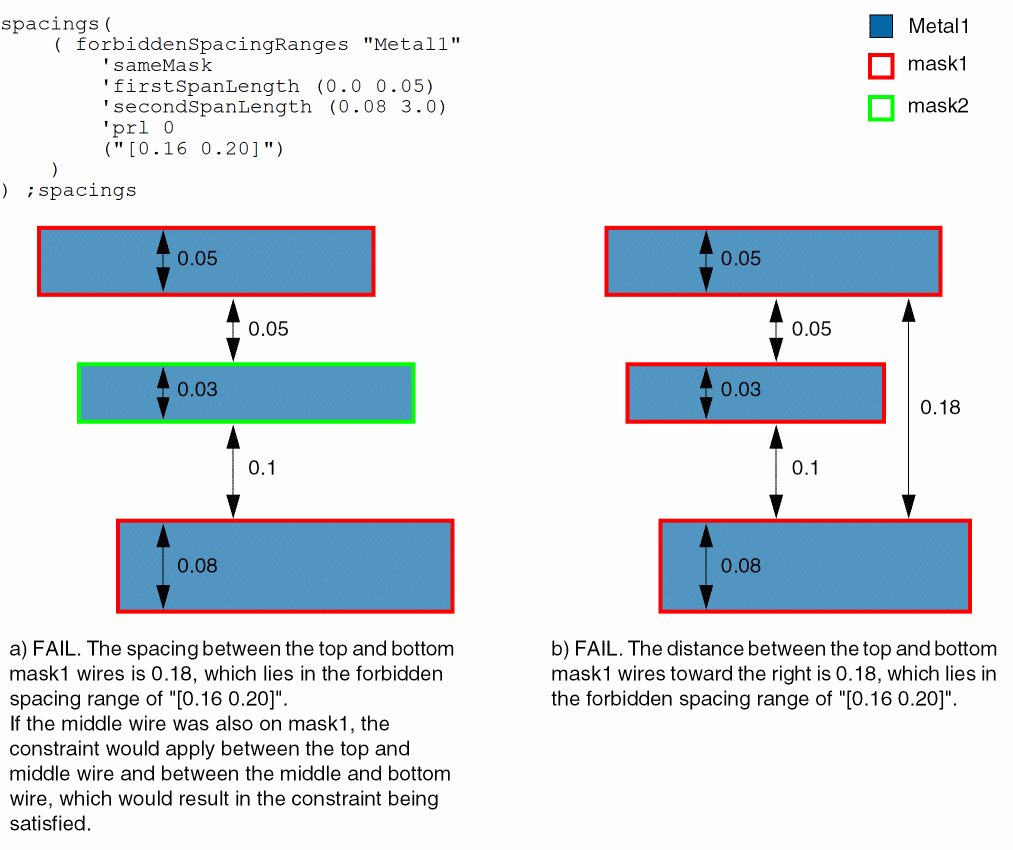 spacings(
( forbiddenSpacingRanges "Metal1"
'sameMask
'firstSpanLength (0.0 0.05)
'secondSpanLength (0.08 3.0)
'prl 0
("[0.16 0.20]")
)
) ;spacings
Metal1
mask1
mask2
0.05
0.05
0.03
0.1
0.08
0.05
0.05
0.03
0.18
0.1
0.08
a) FAIL. The spacing between the top and bottom
mask1 wires is 0.18, which lies in the forbidden
spacing range of "[0.16 0.20]".
If the middle wire was also on mask1, the
constraint would apply between the top and
middle wire and between the middle and bottom
wire, which would result in the constraint being
satisfied.
b) FAIL. The distance between the top and bottom
mask1 wires toward the right is 0.18, which lies in
the forbidden spacing range of "[0.16 0.20]".